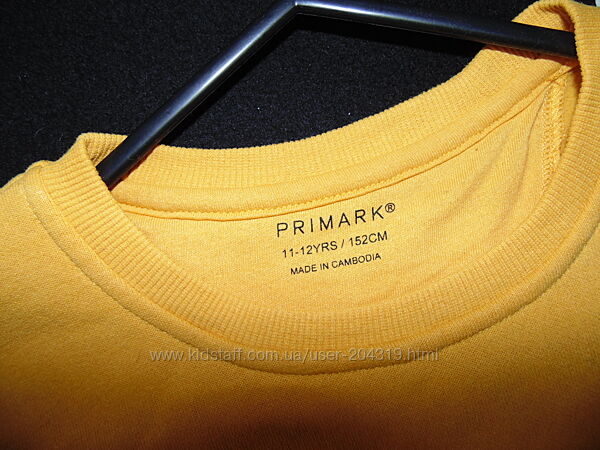 PRIMARK®
11-12YRS / 152CM
MADE IN CAMBODIA
www.kidstaff.com.ua/user-204319.html